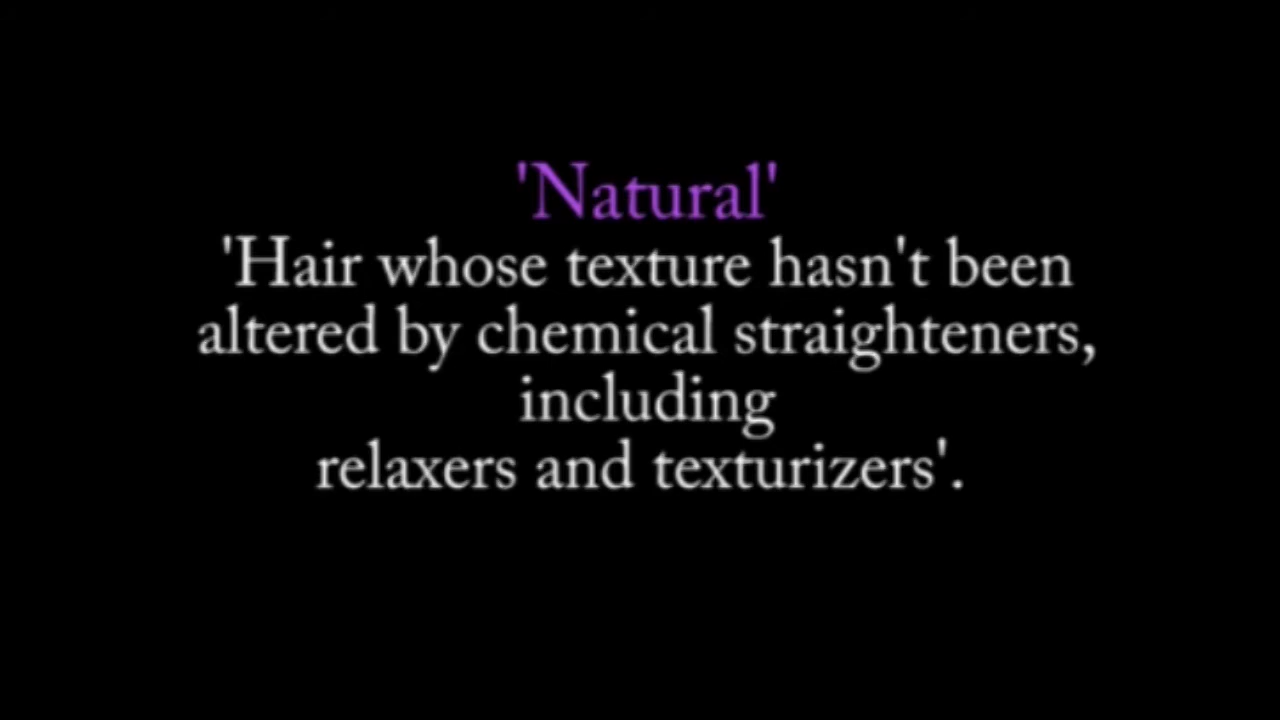 'Natural'
'Hair whose texture hasn't been
altered by chemical straighteners,
including
relaxers and texturizers'.